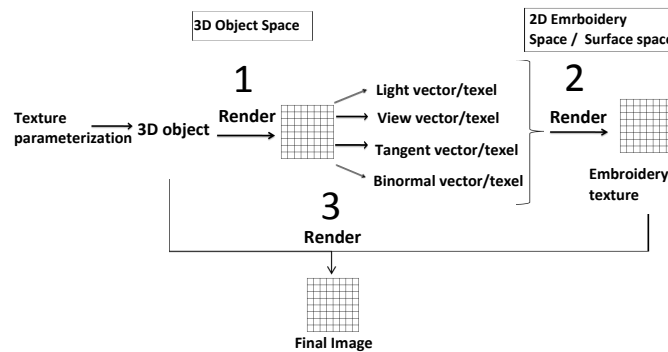 3D Object Space
2D Emrboidery
Space / Surface space
1
2
Render
Light vector/texel
View vector/texel
Tangent vector/texel
Binormal vector/texel
Texture
parameterization
3D object
Render
Embroidery
texture
3
Render
Final Image